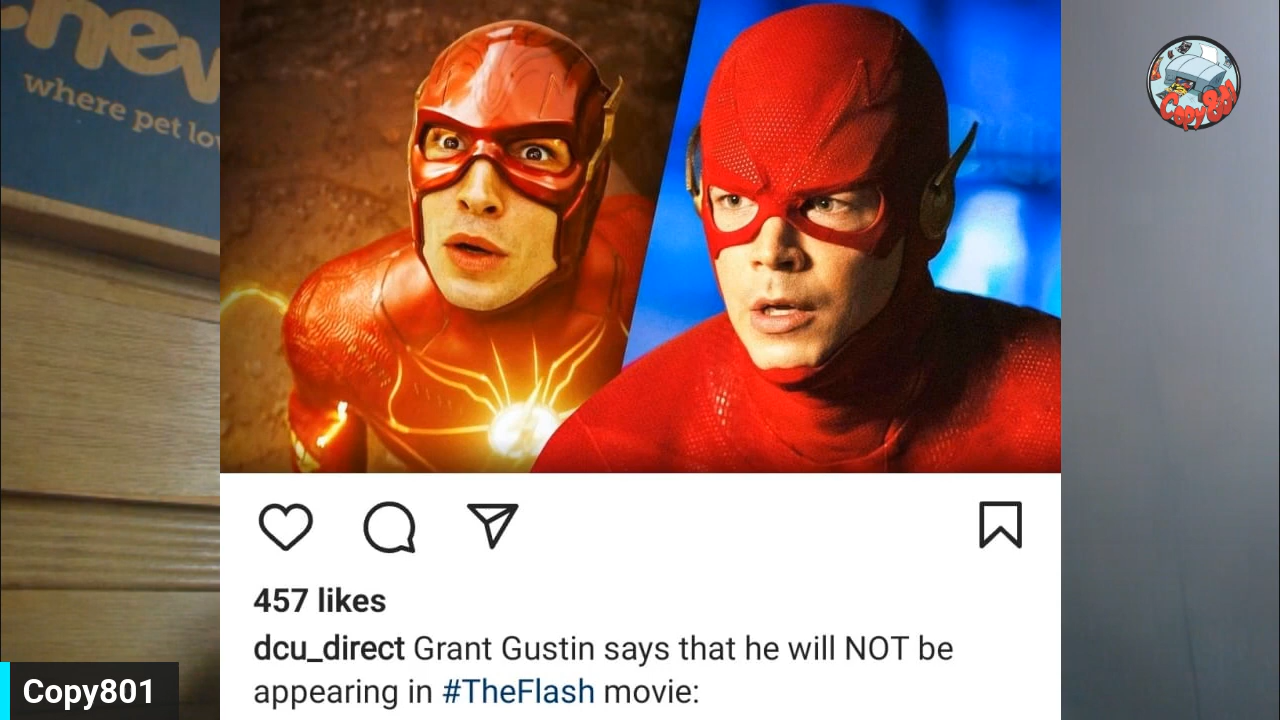 where pet lo
Copy801
457 likes
dcu_direct Grant Gustin says that he will NOT be
appearing in #TheFlash movie:
Copy801